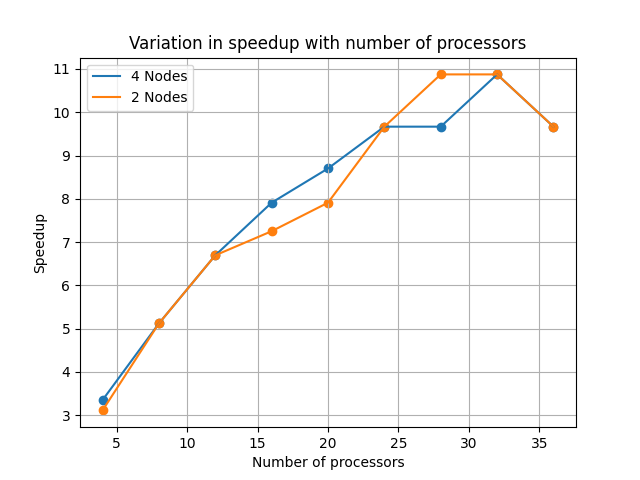 Variation in speedup with number of processors
4 Nodes
2 Nodes
Speedup
11
10
9
8
7
6
5
4
3
5 10 15 20 25 30 35
Number of processors